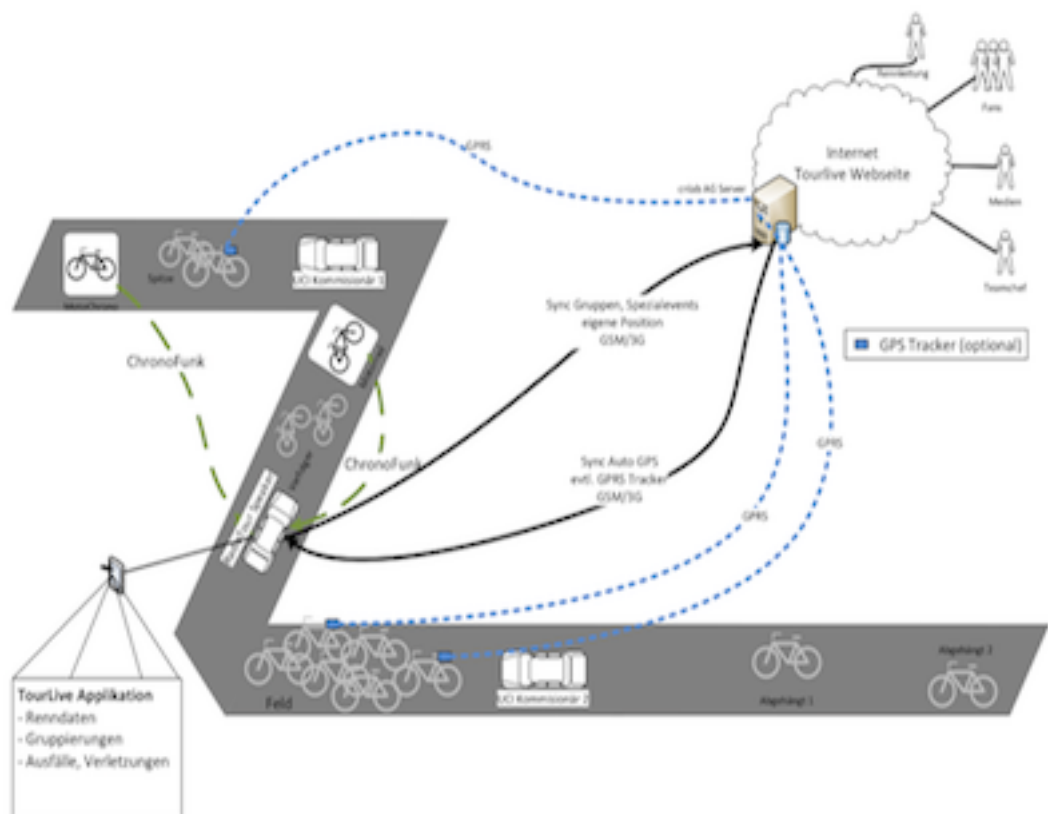 Rennleitung
Fans
Internet
Tourlive Webseite
Medien
Teamchef
cnlab AG Server
GPRS
Spitze
UCI Kommissär 1
ChronoFunk
Sync Gruppen, Spezialevents
eigene Position
GSM/3G
GPS Tracker (optional)
ChronoFunk
Sync Auto GPS
evtl. GPRS Tracker
GSM/3G
GPRS
GPRS
Feld
UCI Kommissär 2
Abgehängt 1
Abgehängt 2
TourLive Applikation
- Renndaten
- Gruppierungen
- Ausfälle, Verletzungen